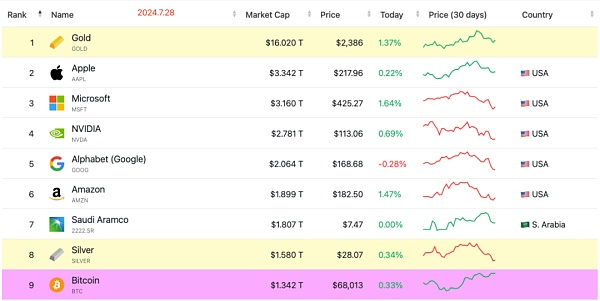 Rank 2024.7.28 Market Cap Price Today Price (30 days) Country
1 Gold $16.020 T $2,386 1.37%
GOLD
2 Apple $3.342 T $217.96 0.22% USA
AAPL
3 Microsoft $3.160 T $425.27 1.64% USA
MSFT
4 NVIDIA $2.781 T $113.06 0.69% USA
NVDA
5 Alphabet (Google) $2.064 T $168.68 -0.28% USA
GOOG
6 Amazon $1.899 T $182.50 1.47% USA
AMZN
7 Saudi Aramco $1.807 T $7.47 0.00% S. Arabia
2222.SR
8 Silver $1.580 T $28.07 0.34%
SILVER
9 Bitcoin $1.342 T $68,013 0.33%
BTC